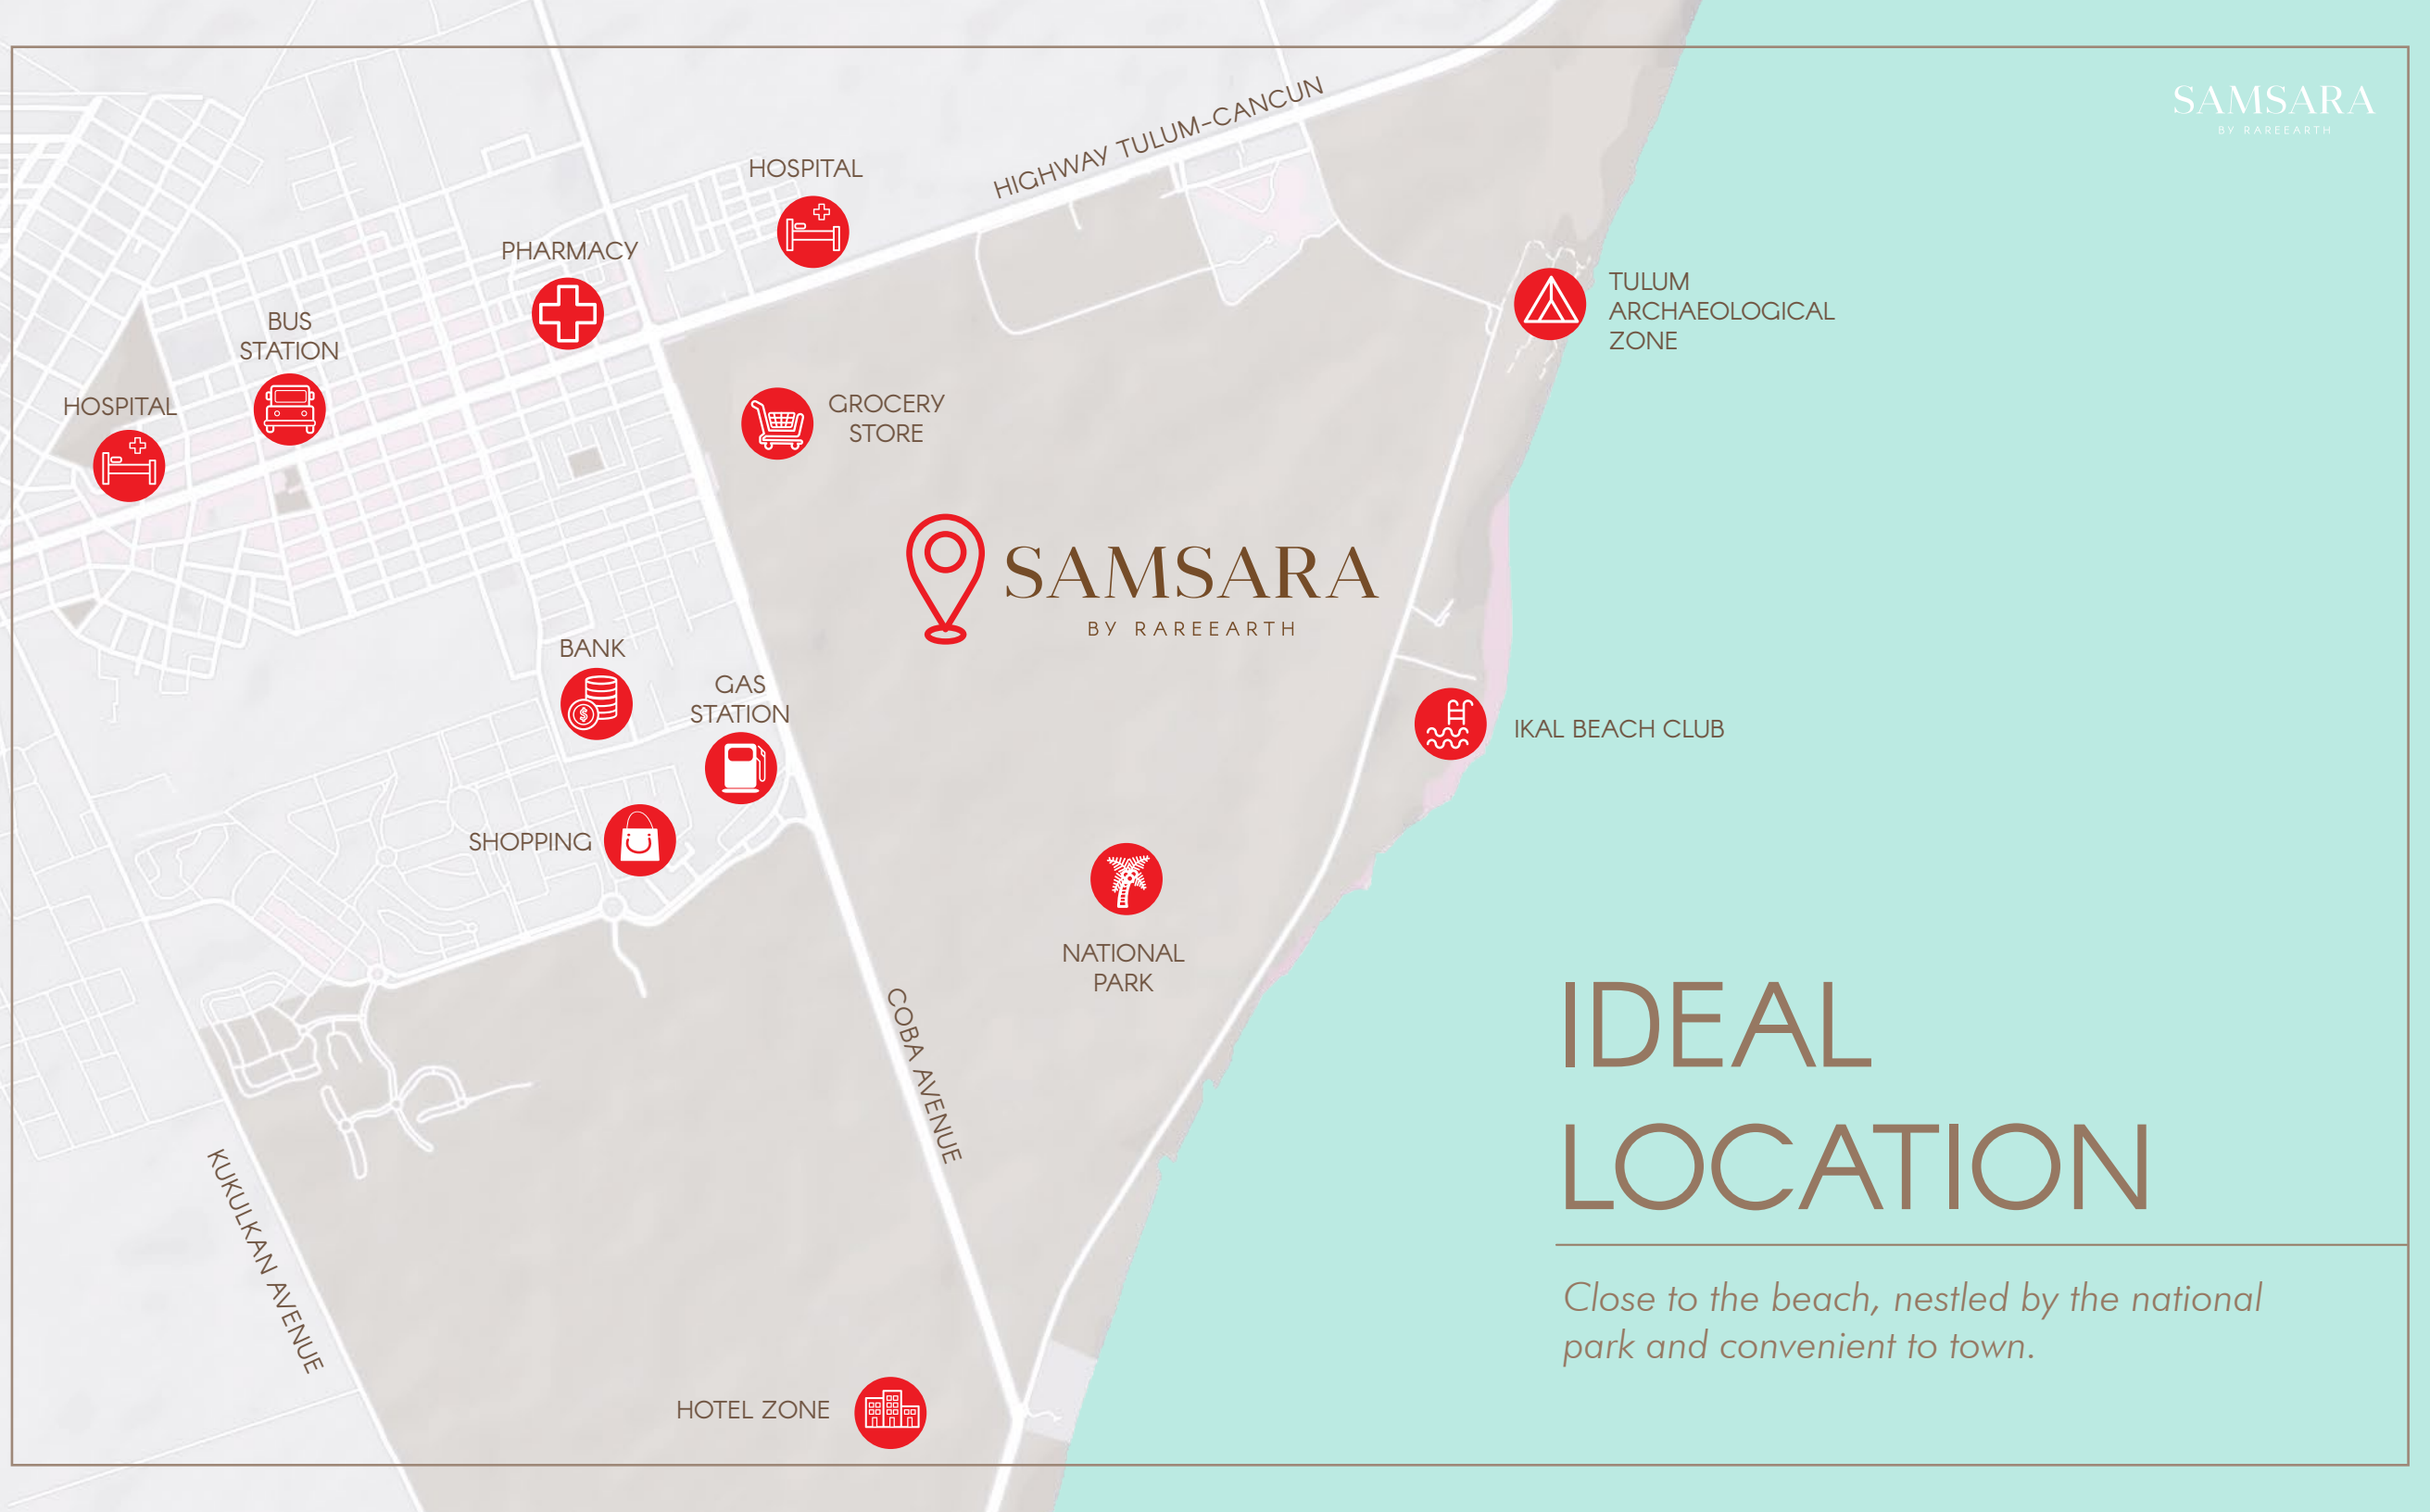 SAMSARA
BY RAREEARTH
HIGHWAY TULUM-CANCUN
HOSPITAL
PHARMACY
TULUM
ARCHAEOLOGICAL
ZONE
BUS
STATION
HOSPITAL
GROCERY
STORE
SAMSARA
BY RAREEARTH
BANK
GAS
STATION
IKAL BEACH CLUB
SHOPPING
$
NATIONAL
PARK
COBA AVENUE
KUKULKAN AVENUE
HOTEL ZONE
IDEAL
LOCATION
Close to the beach, nestled by the national
park and convenient to town.